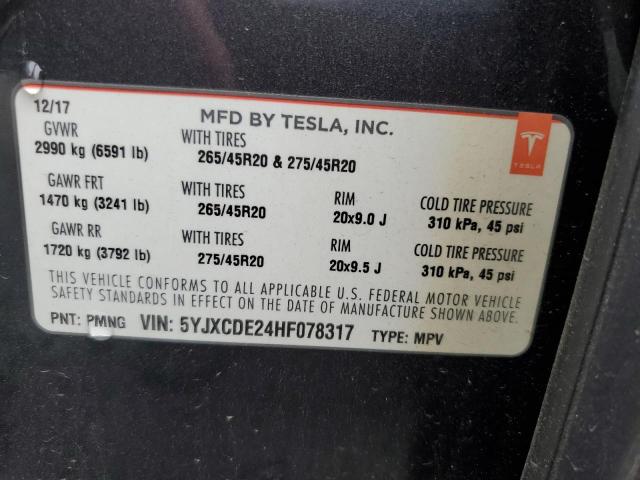 12/17
MFD BY TESLA, INC.
GVWR
WITH TIRES
2990 kg (6591 lb)
265/45R20 & 275/45R20
TESLA
GAWR FRT
WITH TIRES
RIM
COLD TIRE PRESSURE
1470 kg (3241 lb)
265/45R20
20x9.0 J
310 kPa, 45 psi
GAWR RR
WITH TIRES
RIM
COLD TIRE PRESSURE
1720 kg (3792 lb)
275/45R20
20x9.5 J
310 kPa, 45 psi
THIS VEHICLE CONFORMS TO ALL APPLICABLE U.S. FEDERAL MOTOR VEHICLE
SAFETY STANDARDS IN EFFECT ON THE DATE OF MANUFACTURE SHOWN ABOVE.
PNT: PMNG VIN: 5YJXCDE24HF078317 TYPE: MPV